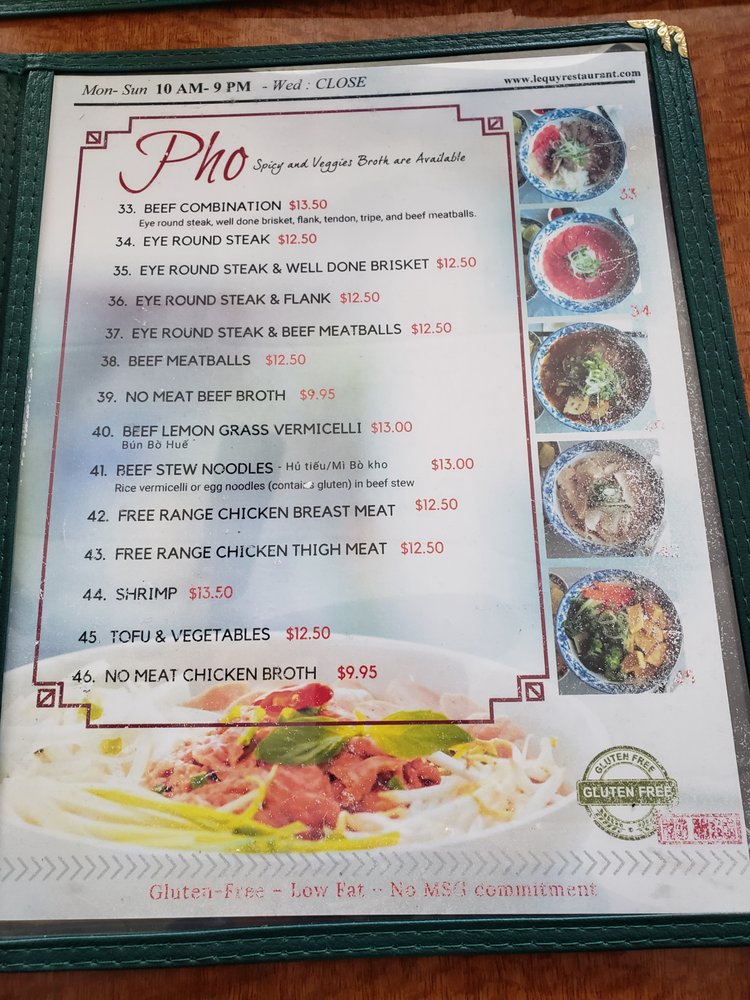 Mon- Sun 10 AM- 9 PM - Wed : CLOSE
www.lequyrestaurant.com
Pho Spicy and Veggies Broth are Available
33. BEEF COMBINATION $13.50
Eye round steak, well done brisket, flank, tendon, tripe, and beef meatballs.
34. EYE ROUND STEAK $12.50
35. EYE ROUND STEAK & WELL DONE BRISKET $12.50
36. EYE ROUND STEAK & FLANK $12.50
37. EYE ROUND STEAK & BEEF MEATBALLS $12.50
38. BEEF MEATBALLS $12.50
39. NO MEAT BEEF BROTH $9.95
40. BEEF LEMON GRASS VERMICELLI $13.00
Bún Bò Huế
41. BEEF STEW NOODLES - Hủ tiếu/Mì Bò kho $13.00
Rice vermicelli or egg noodles (contains gluten) in beef stew
42. FREE RANGE CHICKEN BREAST MEAT $12.50
43. FREE RANGE CHICKEN THIGH MEAT $12.50
44. SHRIMP $13.50
45. TOFU & VEGETABLES $12.50
46. NO MEAT CHICKEN BROTH $9.95
33
34
GLUTEN FREE
GLUTEN FREE
Gluten-Free - Low Fat - No MSG commitment